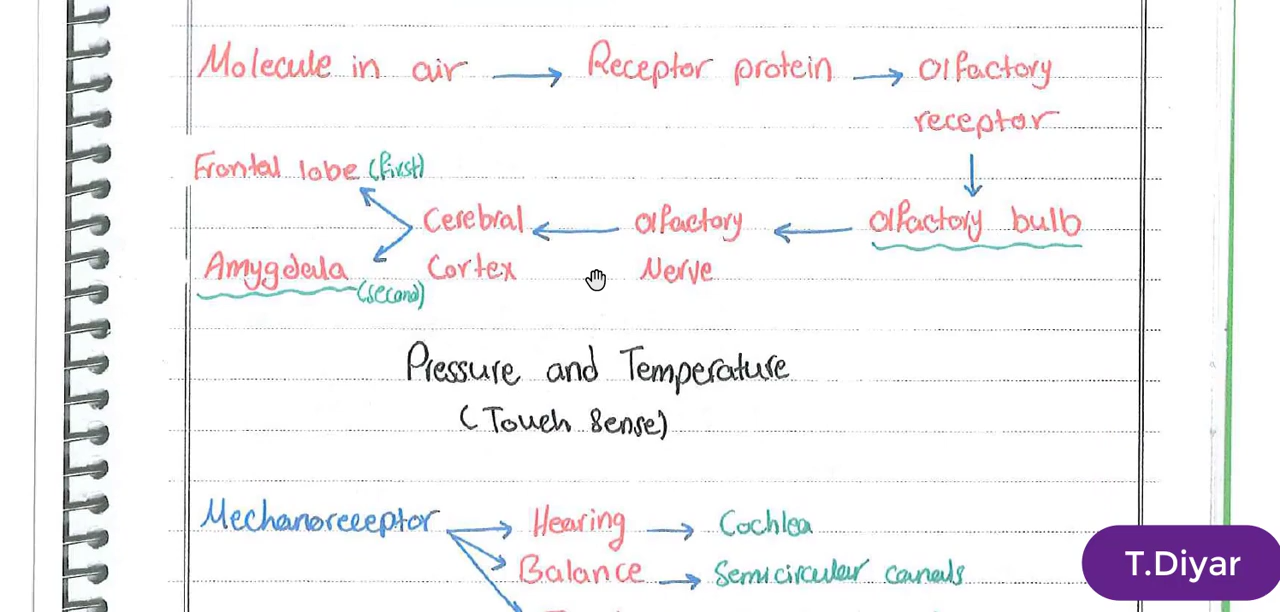 Molecule in air → Receptor protein → Olfactory
receptor
Frontal lobe (first)
Cerebral ← Olfactory ← Olfactory bulb
Amygdala Cortex Nerve
(second)
Pressure and Temperature
(Touch Sense)
Mechanoreceptor → Hearing → Cochlea
Balance → Semicircular canals
T.Diyar